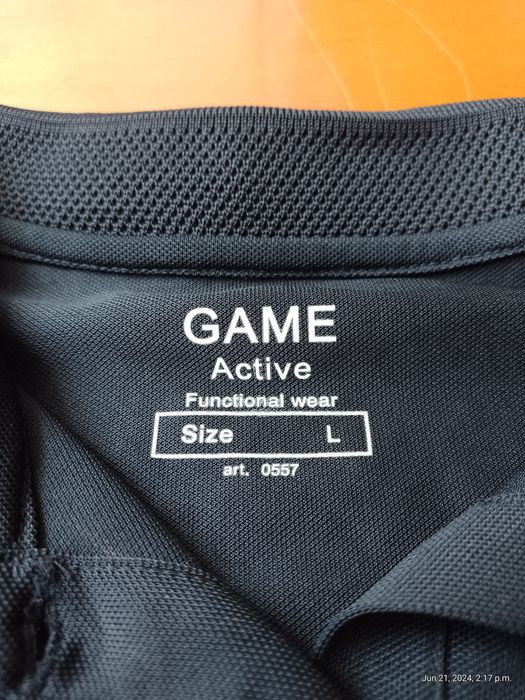 GAME
Active
Functional wear
Size L
art. 0557
Jun 21, 2024, 2:17 p.m.